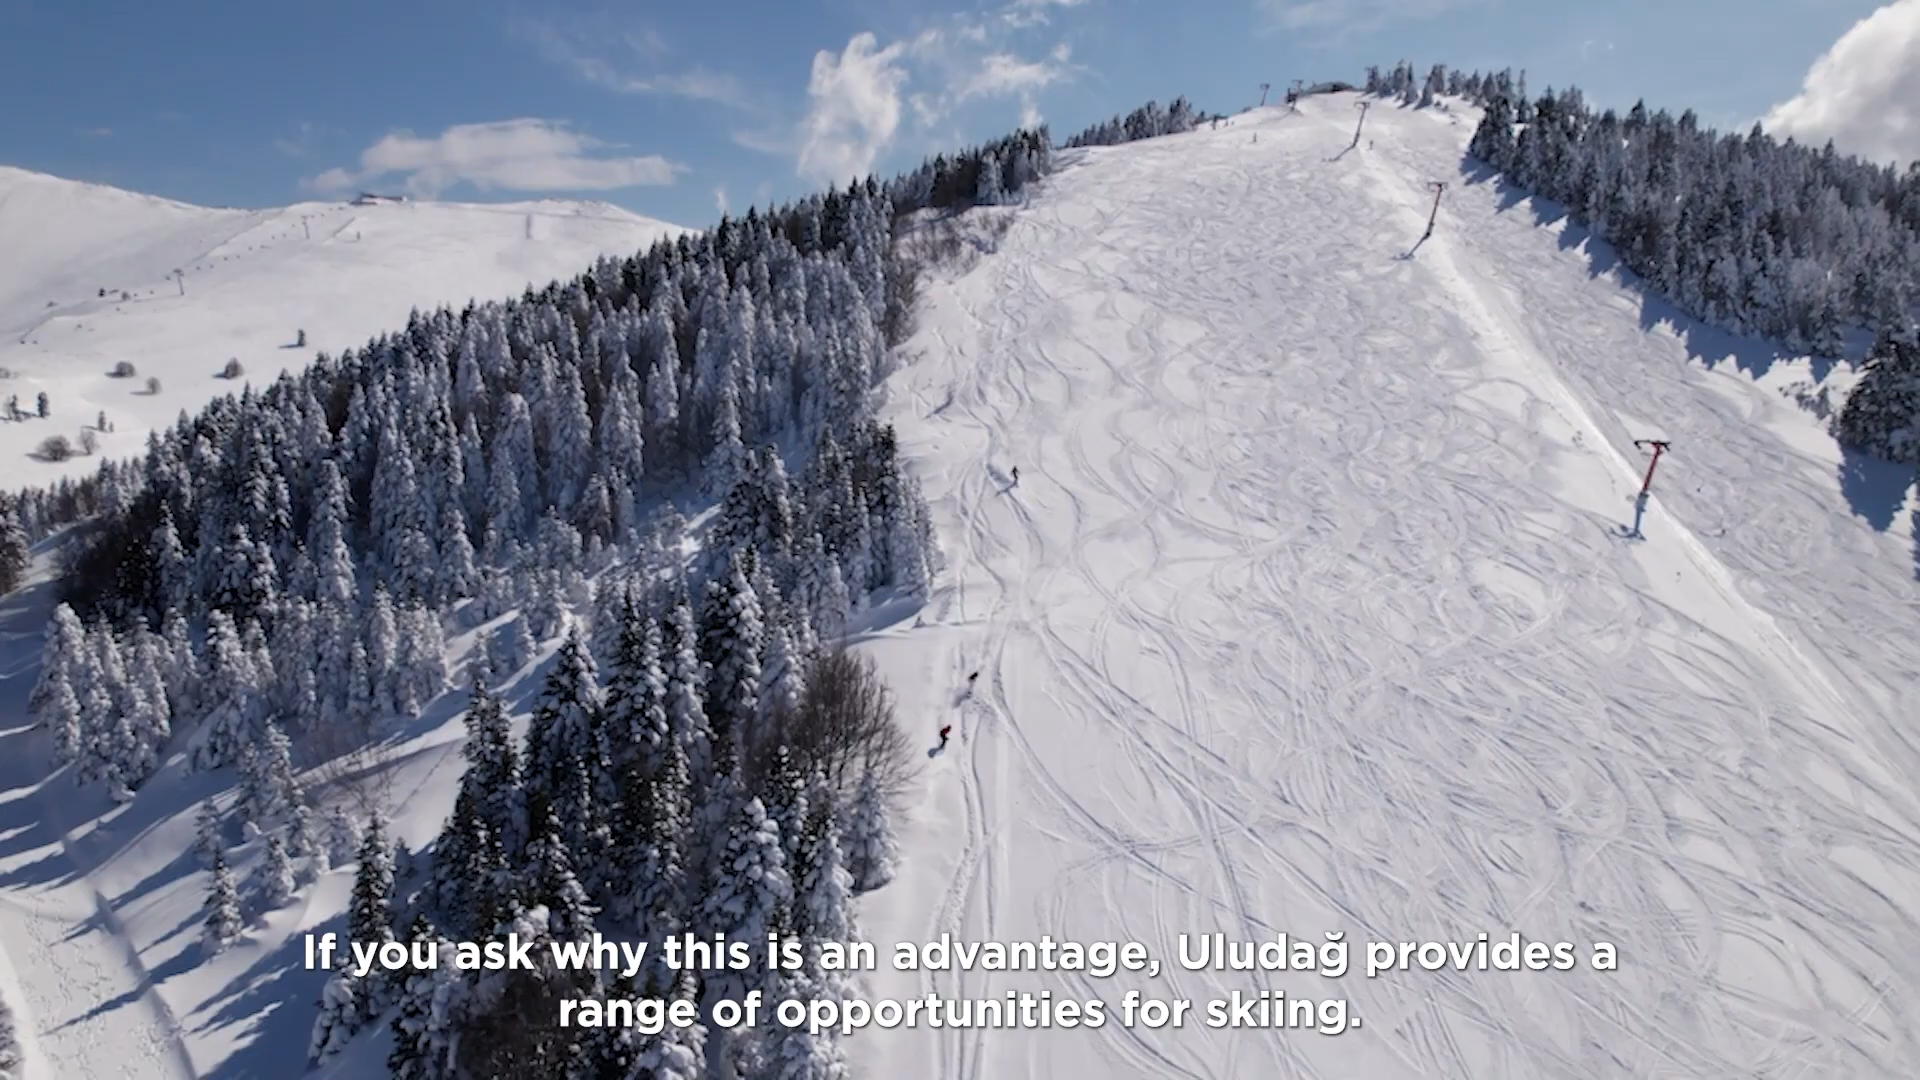 If you ask why this is an advantage, Uludağ provides a
range of opportunities for skiing.